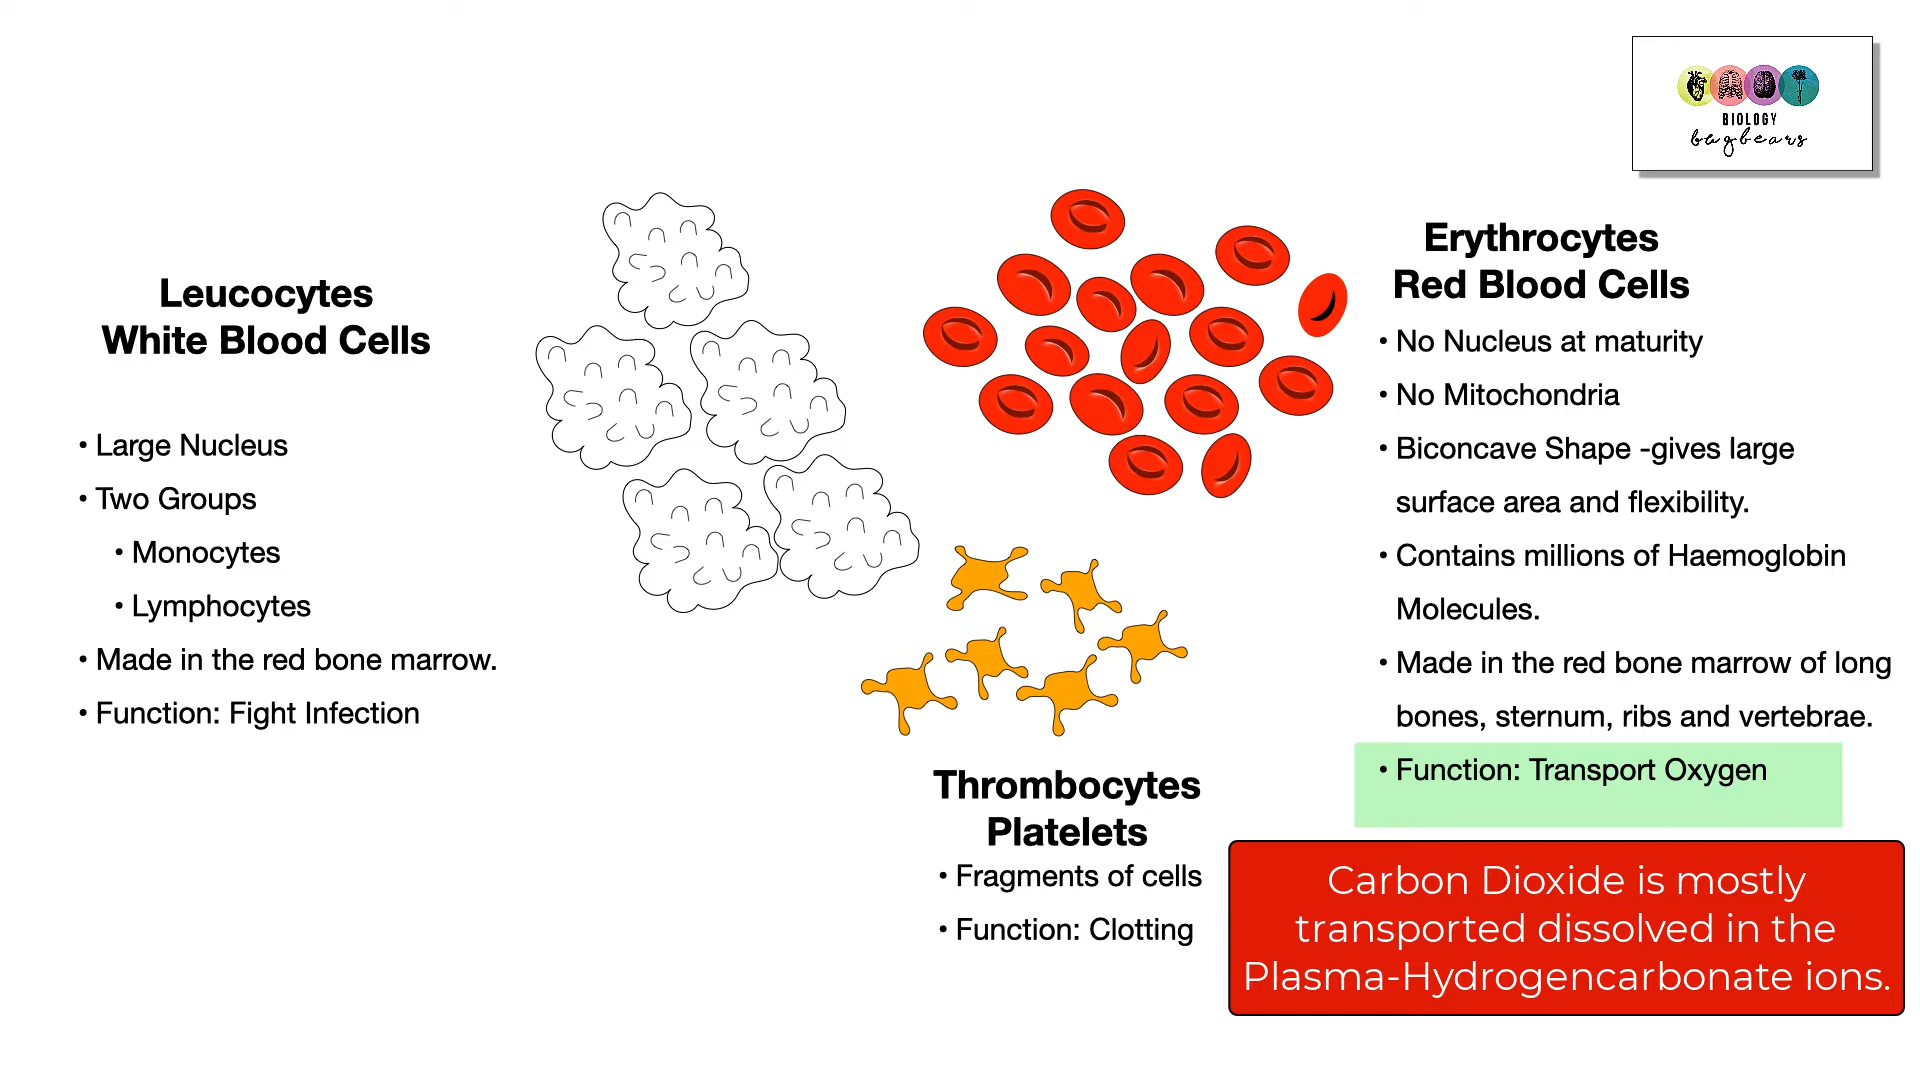 BIOLOGY
bugbears
Leucocytes
White Blood Cells
• Large Nucleus
• Two Groups
• Monocytes
• Lymphocytes
• Made in the red bone marrow.
• Function: Fight Infection
Erythrocytes
Red Blood Cells
• No Nucleus at maturity
• No Mitochondria
• Biconcave Shape -gives large
surface area and flexibility.
• Contains millions of Haemoglobin
Molecules.
• Made in the red bone marrow of long
bones, sternum, ribs and vertebrae.
• Function: Transport Oxygen
Thrombocytes
Platelets
• Fragments of cells
• Function: Clotting
Carbon Dioxide is mostly
transported dissolved in the
Plasma-Hydrogencarbonate ions.